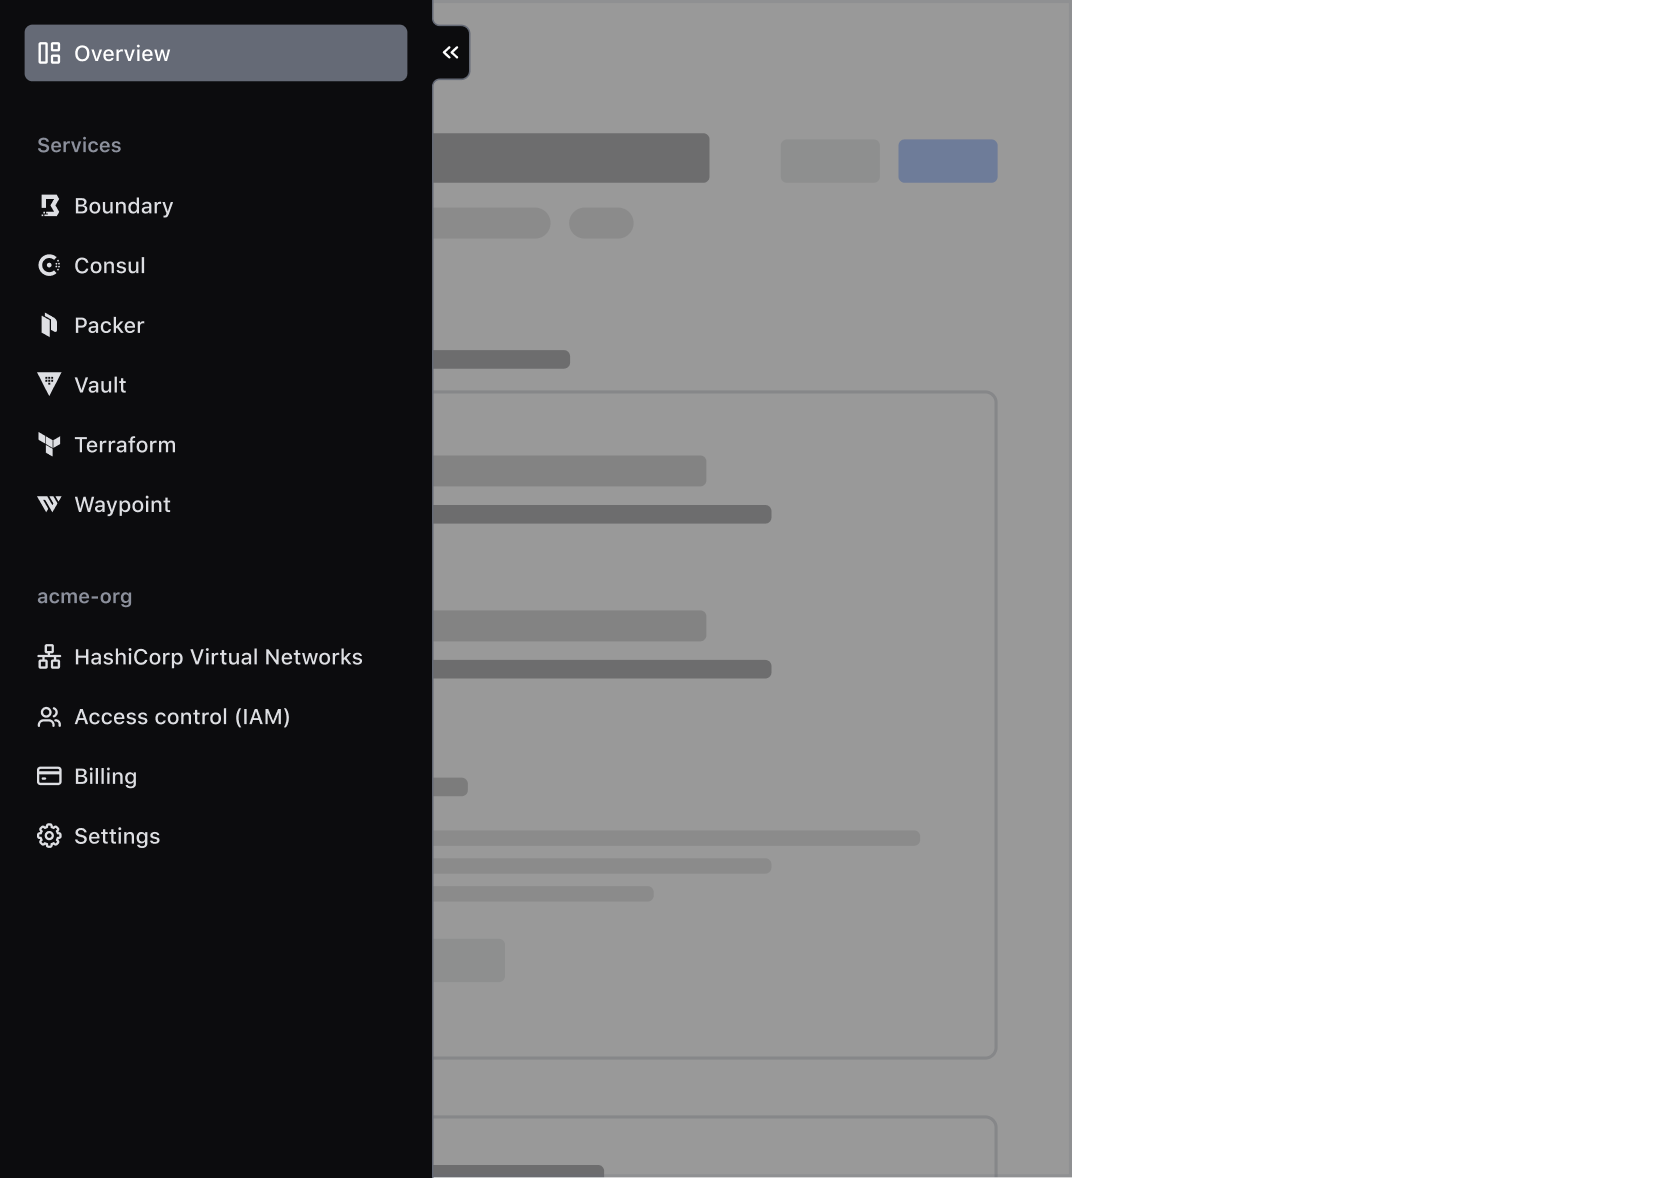 Overview
Services
Boundary
Consul
Packer
Vault
Terraform
Waypoint
acme-org
HashiCorp Virtual Networks
Access control (IAM)
Billing
Settings